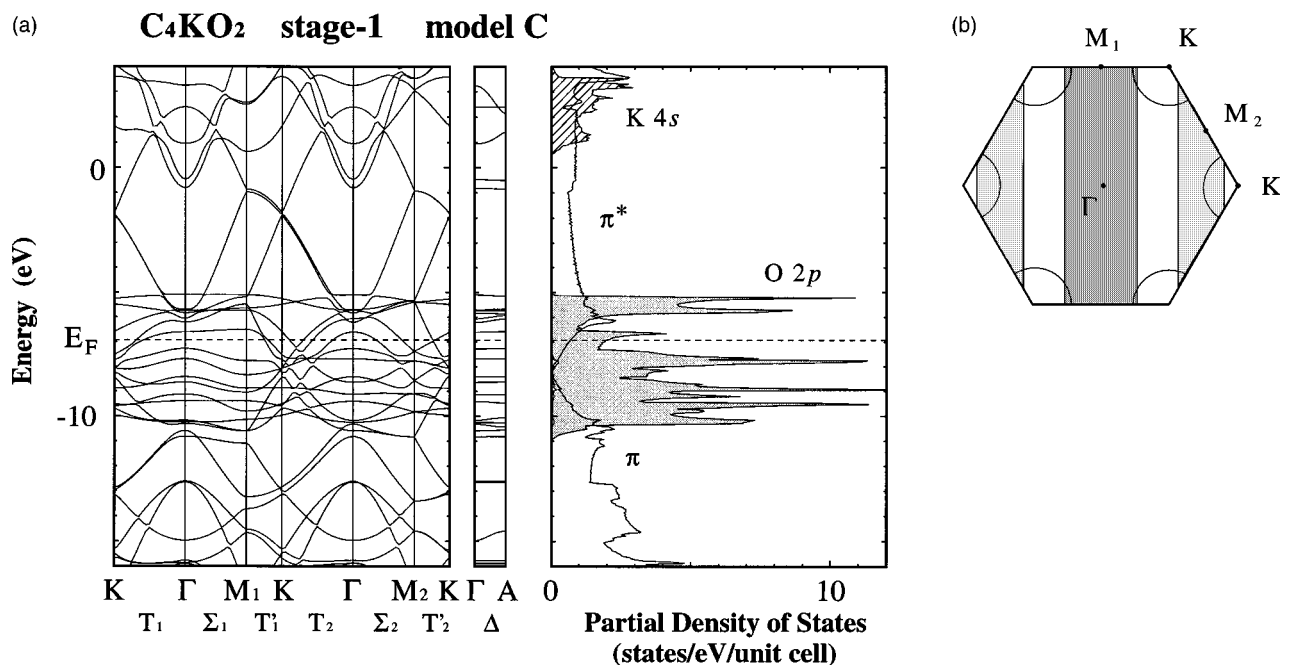 (a) C₄KO₂ stage-1 model C
(b)
Energy (eV)
0
E_F
-10
K Γ M₁ K Γ M₂ K Γ A
T₁ Σ₁ T'₁ T₂ Σ₂ T'₂ Δ
K 4s
π*
O 2p
π
0 10
Partial Density of States
(states/eV/unit cell)
M₁ K
M₂
Γ K